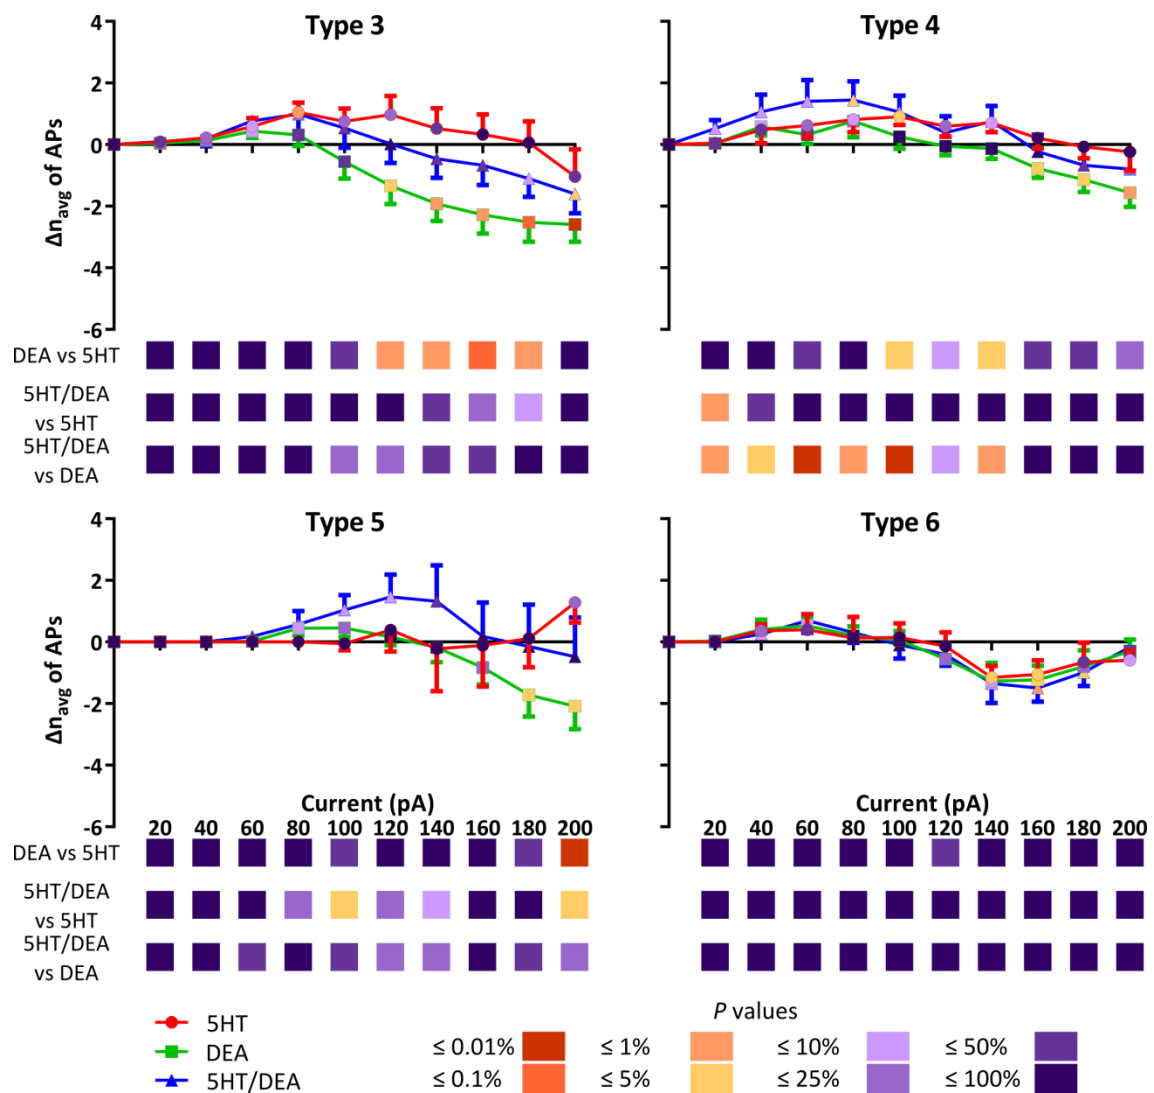 Type 3
Type 4
4
2
0
-2
-4
-6
Δn_avg of APs
DEA vs 5HT
5HT/DEA
vs 5HT
5HT/DEA
vs DEA
Type 5
Type 6
4
2
0
-2
-4
-6
Δn_avg of APs
Current (pA)
20 40 60 80 100 120 140 160 180 200
Current (pA)
20 40 60 80 100 120 140 160 180 200
DEA vs 5HT
5HT/DEA
vs 5HT
5HT/DEA
vs DEA
5HT
DEA
5HT/DEA
P values
≤ 0.01% ≤ 1% ≤ 10% ≤ 50%
≤ 0.1% ≤ 5% ≤ 25% ≤ 100%